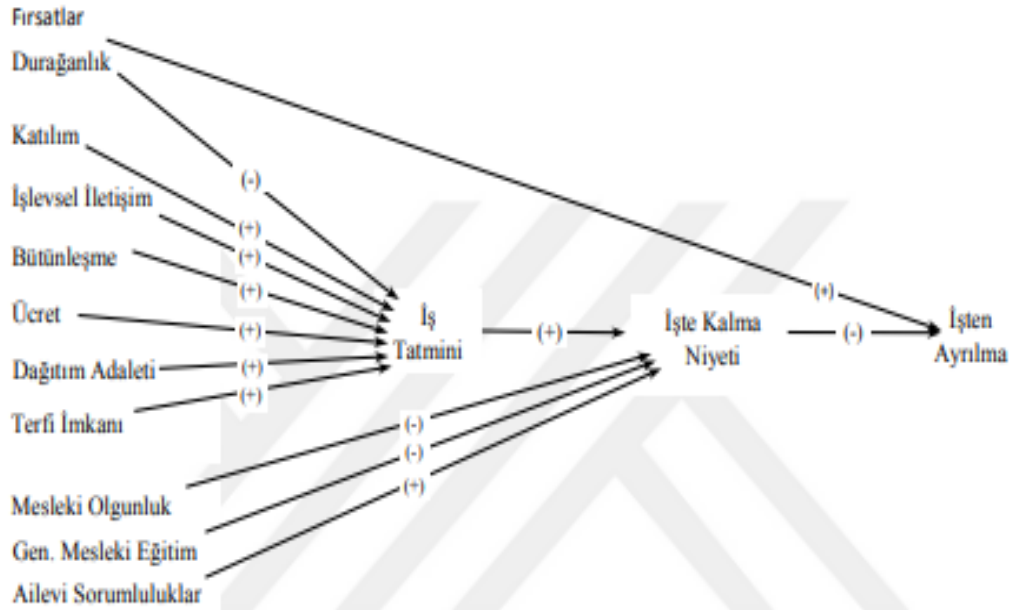 Fırsatlar
Durağanlık
Katılım
(-)
İşlevsel İletişim
(+)
(+)
Bütünleşme
(+)
(+)
Ücret
(+)
İş
Tatmini
(+)
İşte Kalma
Niyeti
(-)
İşten
Ayrılma
Dağıtım Adaleti
(+)
Terfi İmkanı
(+)
(-)
(-)
(+)
Mesleki Olgunluk
Gen. Mesleki Eğitim
Ailevi Sorumluluklar